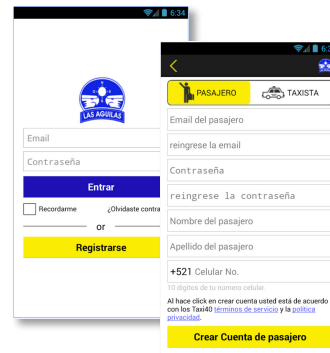 6:34
LAS AGUILAS
Email
Contraseña
Entrar
Recordarme ¿Olvidaste contra
or
Registrarse
PASAJERO TAXISTA
Email del pasajero
reingrese la email
Contraseña
reingrese la contraseña
Nombre del pasajero
Apellido del pasajero
+521 Celular No.
10 digitos de tu numero celular.
Al hace click en crear cuenta usted está de acuerdo
con los Taxi40 términos de servicio y la politica
privacidad.
Crear Cuenta de pasajero